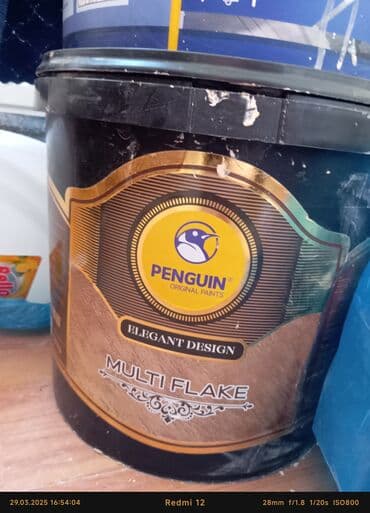 PENGUIN®
ORIGINAL PAINTS
ELEGANT DESIGN
MULTI FLAKE
29.03.2025 16:54:04
Redmi 12
28mm f/1.8 1/20s ISO800